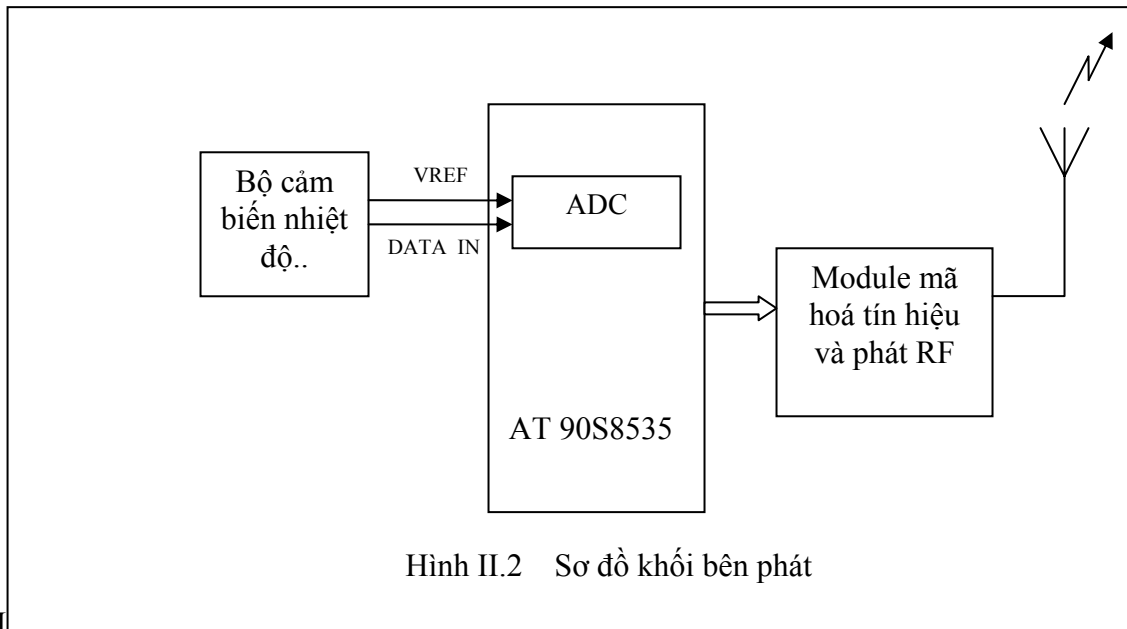 Bộ cảm
biến nhiệt
độ..
VREF
DATA IN
ADC
AT 90S8535
Module mã
hoá tín hiệu
và phát RF
Hình II.2 Sơ đồ khối bên phát